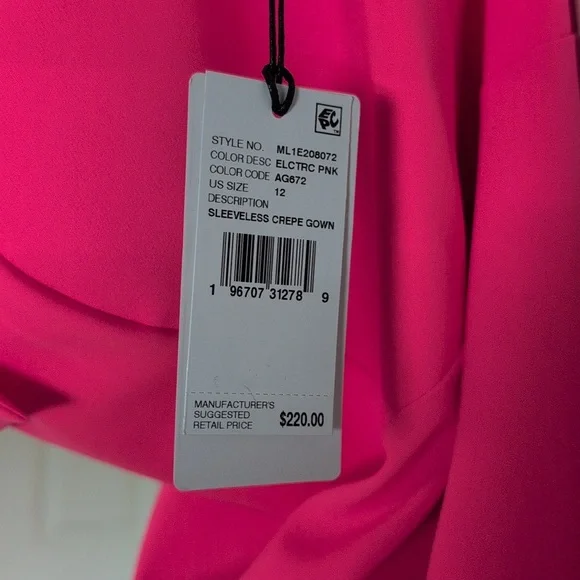 EPC
STYLE NO. ML1E208072
COLOR DESC ELCTRC PNK
COLOR CODE AG672
US SIZE 12
DESCRIPTION
SLEEVELESS CREPE GOWN
1 96707 31278 9
MANUFACTURER'S
SUGGESTED
RETAIL PRICE $220.00